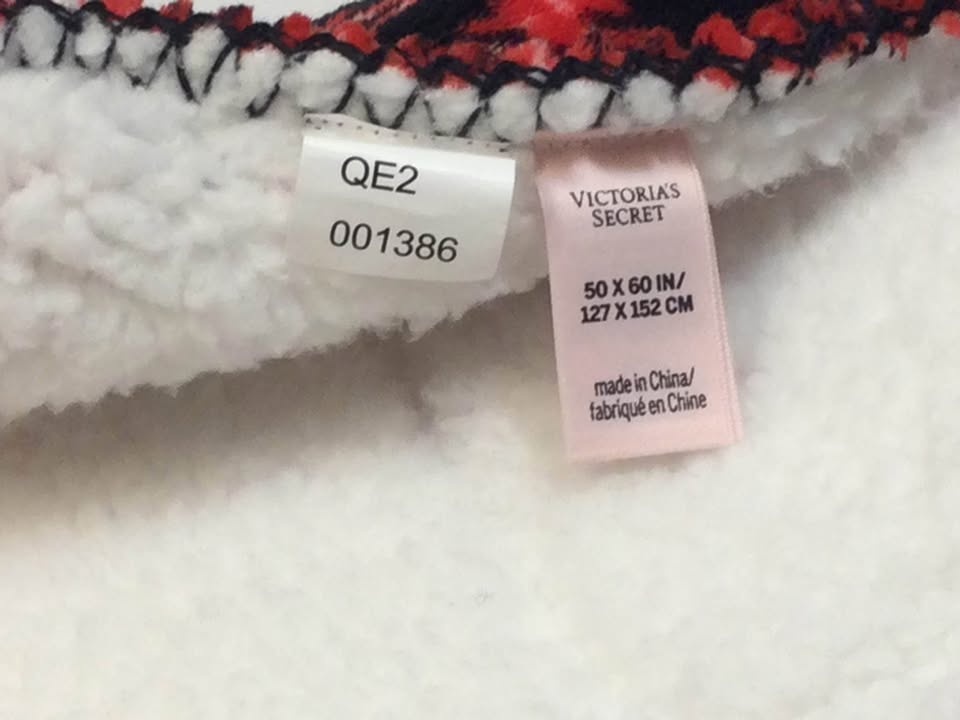 QE2
001386
VICTORIA'S
SECRET
50 X 60 IN/
127 X 152 CM
made in China/
fabriqué en Chine